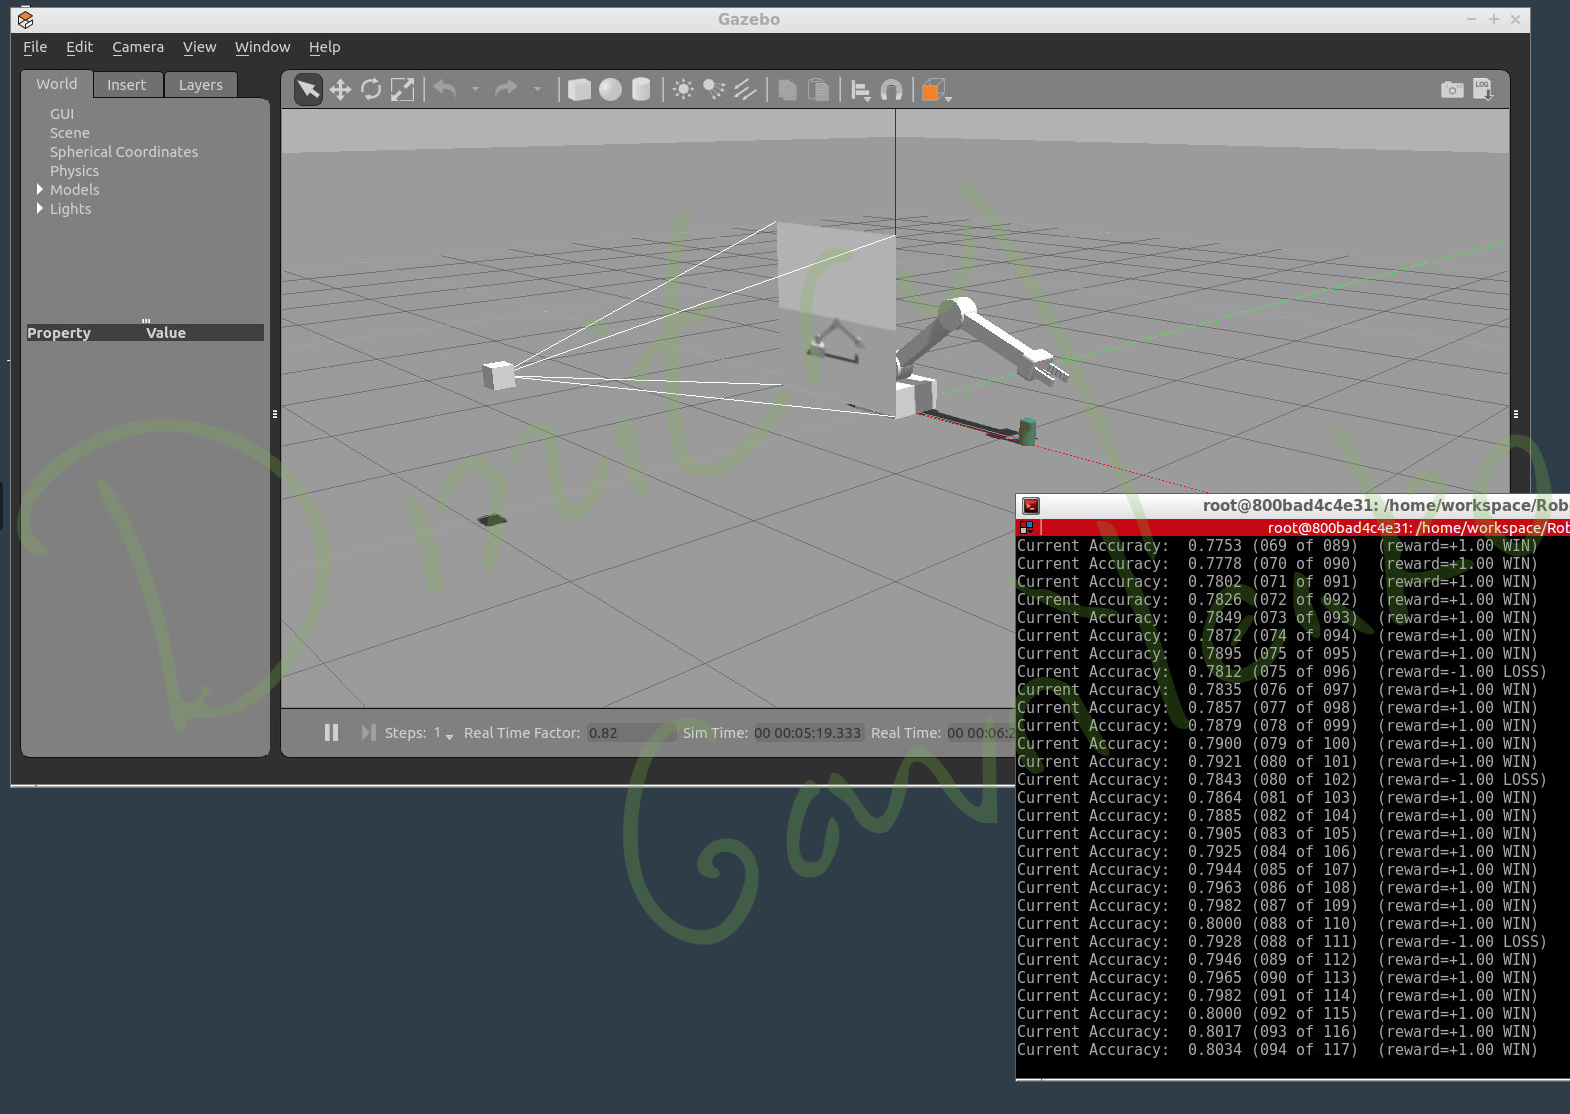 Gazebo
File Edit Camera View Window Help
World Insert Layers
GUI
Scene
Spherical Coordinates
Physics
Models
Lights
Property Value
LOG
Steps: 1 Real Time Factor: 0.82 Sim Time: 00 00:05:19.333 Real Time: 00 00:06:2
root@800bad4c4e31: /home/workspace/Rob
root@800bad4c4e31: /home/workspace/Rob
Current Accuracy: 0.7753 (069 of 089) (reward=+1.00 WIN)
Current Accuracy: 0.7778 (070 of 090) (reward=+1.00 WIN)
Current Accuracy: 0.7802 (071 of 091) (reward=+1.00 WIN)
Current Accuracy: 0.7826 (072 of 092) (reward=+1.00 WIN)
Current Accuracy: 0.7849 (073 of 093) (reward=+1.00 WIN)
Current Accuracy: 0.7872 (074 of 094) (reward=+1.00 WIN)
Current Accuracy: 0.7895 (075 of 095) (reward=+1.00 WIN)
Current Accuracy: 0.7812 (075 of 096) (reward=-1.00 LOSS)
Current Accuracy: 0.7835 (076 of 097) (reward=+1.00 WIN)
Current Accuracy: 0.7857 (077 of 098) (reward=+1.00 WIN)
Current Accuracy: 0.7879 (078 of 099) (reward=+1.00 WIN)
Current Accuracy: 0.7900 (079 of 100) (reward=+1.00 WIN)
Current Accuracy: 0.7921 (080 of 101) (reward=+1.00 WIN)
Current Accuracy: 0.7843 (080 of 102) (reward=-1.00 LOSS)
Current Accuracy: 0.7864 (081 of 103) (reward=+1.00 WIN)
Current Accuracy: 0.7885 (082 of 104) (reward=+1.00 WIN)
Current Accuracy: 0.7905 (083 of 105) (reward=+1.00 WIN)
Current Accuracy: 0.7925 (084 of 106) (reward=+1.00 WIN)
Current Accuracy: 0.7944 (085 of 107) (reward=+1.00 WIN)
Current Accuracy: 0.7963 (086 of 108) (reward=+1.00 WIN)
Current Accuracy: 0.7982 (087 of 109) (reward=+1.00 WIN)
Current Accuracy: 0.8000 (088 of 110) (reward=+1.00 WIN)
Current Accuracy: 0.7928 (088 of 111) (reward=-1.00 LOSS)
Current Accuracy: 0.7946 (089 of 112) (reward=+1.00 WIN)
Current Accuracy: 0.7965 (090 of 113) (reward=+1.00 WIN)
Current Accuracy: 0.7982 (091 of 114) (reward=+1.00 WIN)
Current Accuracy: 0.8000 (092 of 115) (reward=+1.00 WIN)
Current Accuracy: 0.8017 (093 of 116) (reward=+1.00 WIN)
Current Accuracy: 0.8034 (094 of 117) (reward=+1.00 WIN)
Dmitry